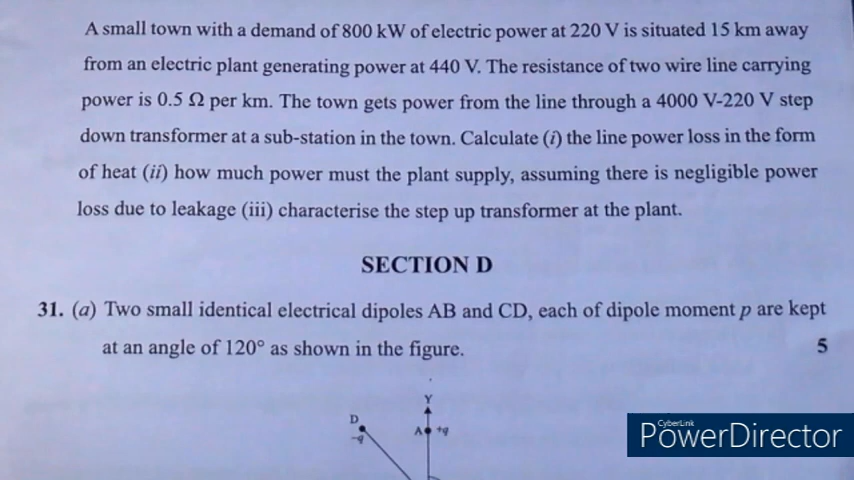 A small town with a demand of 800 kW of electric power at 220 V is situated 15 km away
from an electric plant generating power at 440 V. The resistance of two wire line carrying
power is 0.5 Ω per km. The town gets power from the line through a 4000 V-220 V step
down transformer at a sub-station in the town. Calculate (i) the line power loss in the form
of heat (ii) how much power must the plant supply, assuming there is negligible power
loss due to leakage (iii) characterise the step up transformer at the plant.
SECTION D
31. (a) Two small identical electrical dipoles AB and CD, each of dipole moment p are kept
at an angle of 120° as shown in the figure. 5
Y
D
A +q
-q
CyberLink
PowerDirector